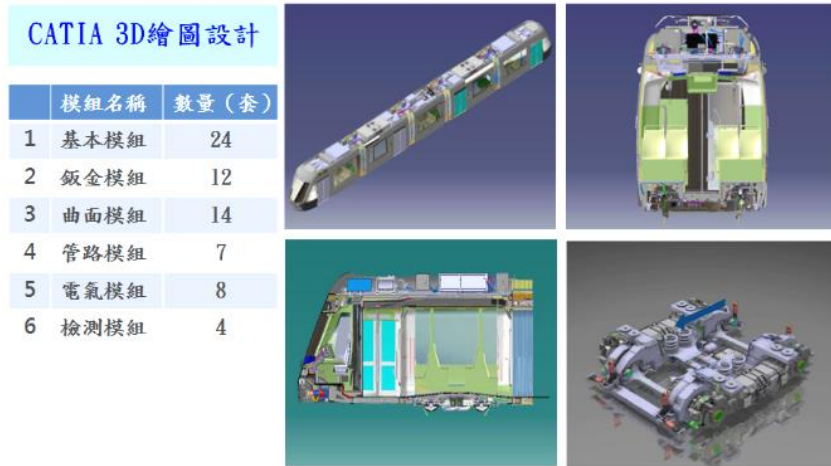 CATIA 3D繪圖設計
模組名稱 數量（套）
1 基本模組 24
2 鈑金模組 12
3 曲面模組 14
4 管路模組 7
5 電氣模組 8
6 檢測模組 4